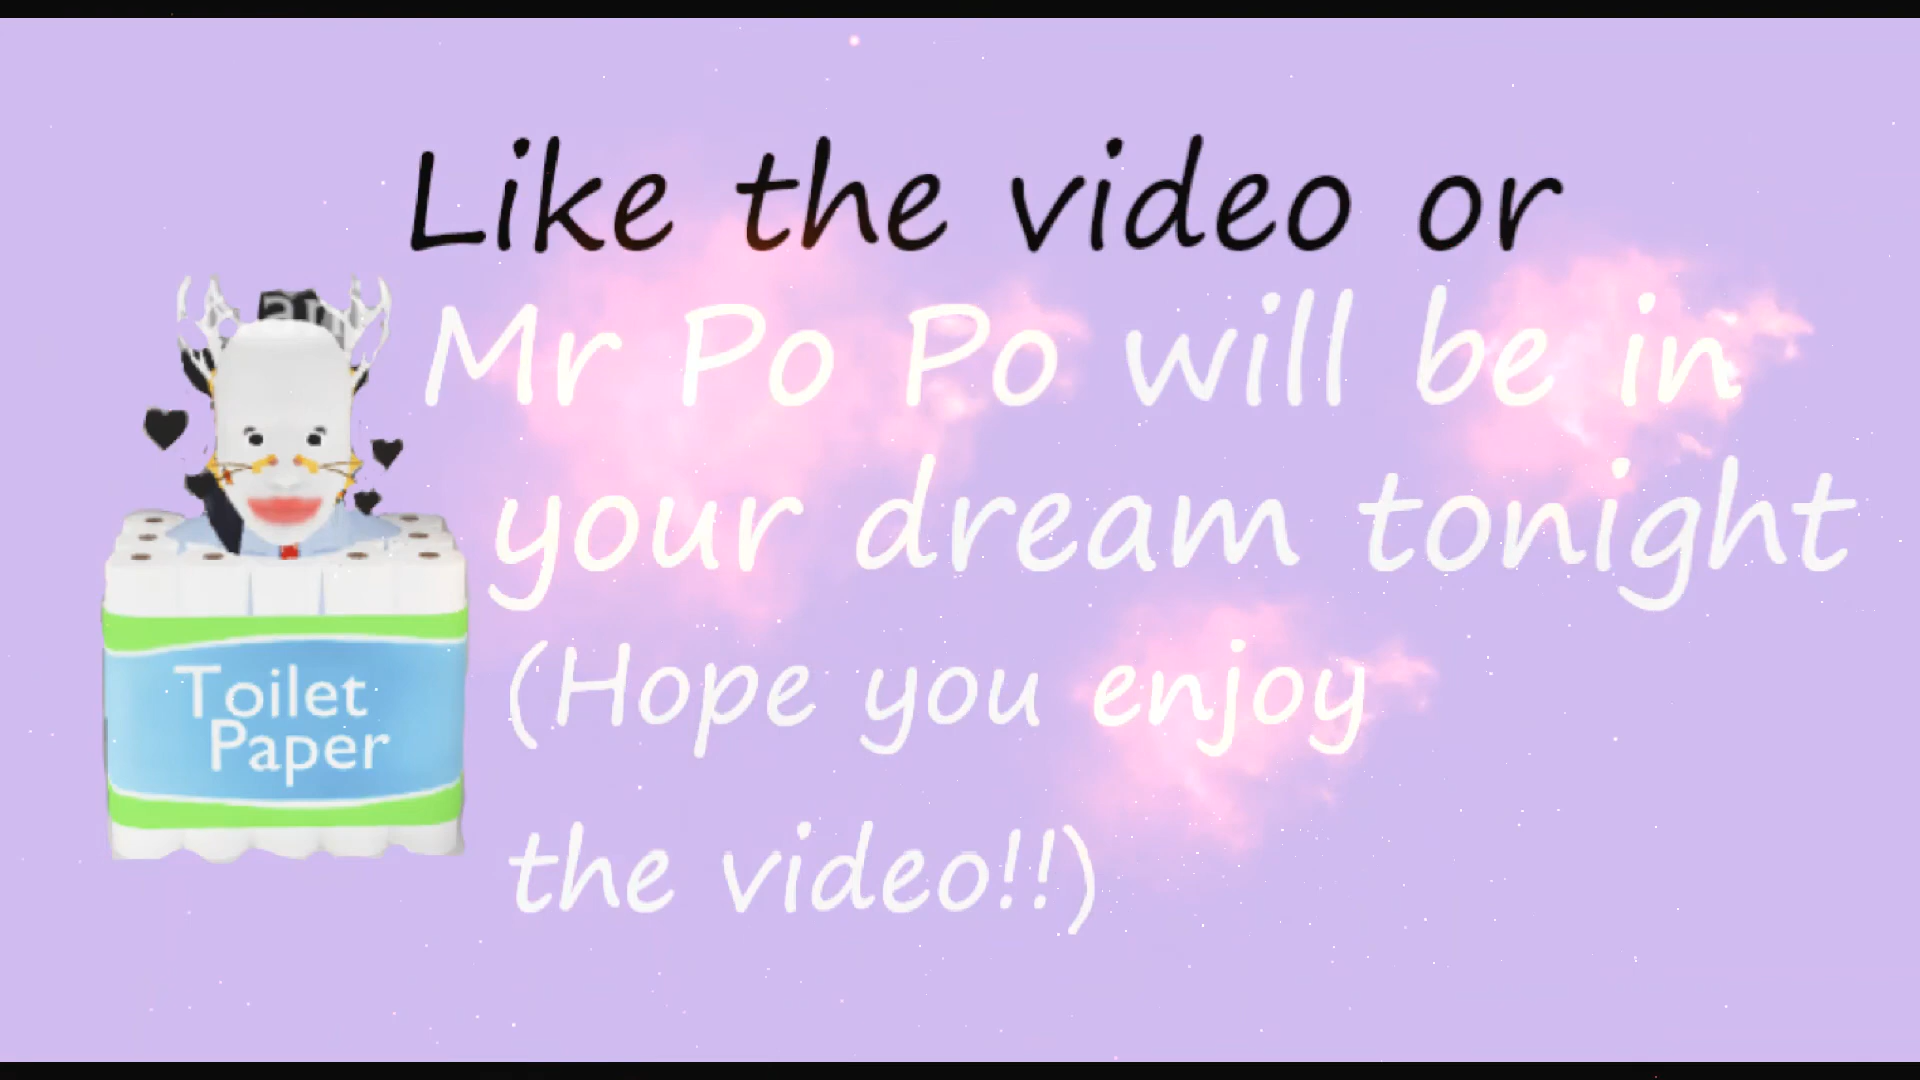 Like the video or
Mr Po Po will be in
your dream tonight
(Hope you enjoy
the video!!)
Toilet
Paper